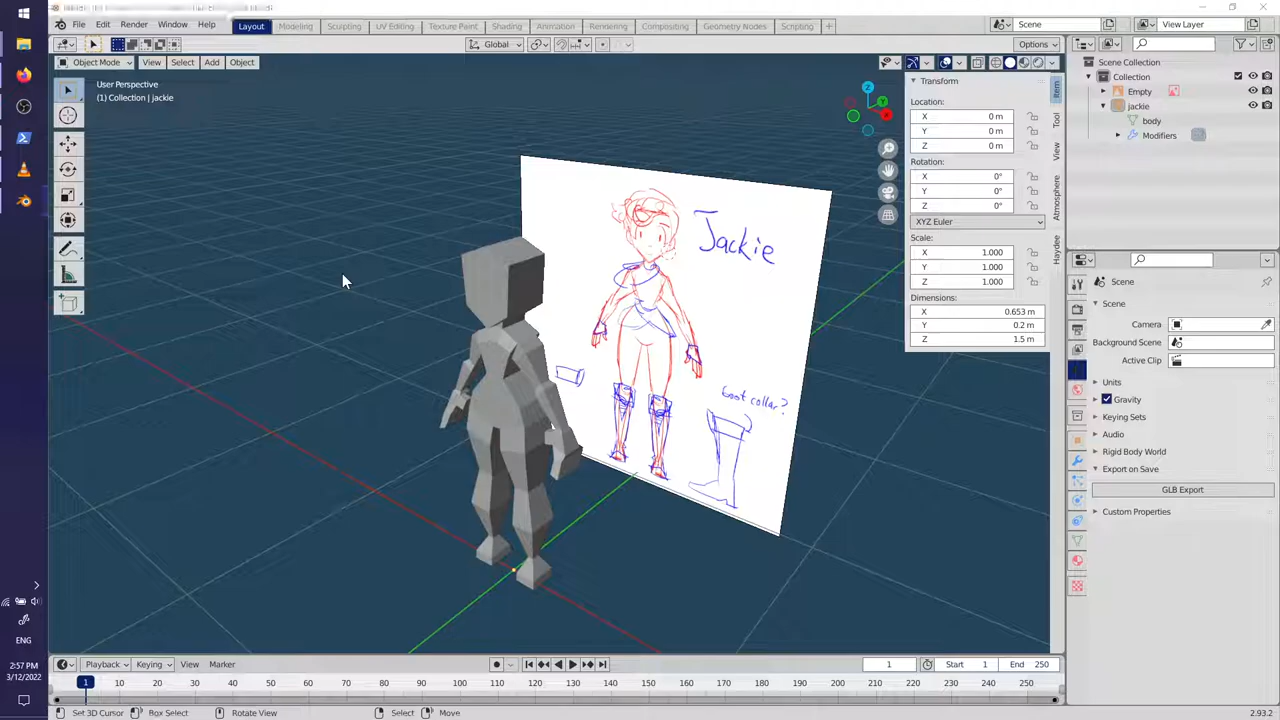 File Edit Render Window Help Layout Modeling Sculpting UV Editing Texture Paint Shading Animation Rendering Compositing Geometry Nodes Scripting + Scene View Layer
Global Options
Object Mode View Select Add Object
User Perspective
(1) Collection | jackie
Transform
Location:
X 0 m
Y 0 m
Z 0 m
Rotation:
X 0°
Y 0°
Z 0°
XYZ Euler
Scale:
X 1.000
Y 1.000
Z 1.000
Dimensions:
X 0.653 m
Y 0.2 m
Z 1.5 m
Item
Tool
View
Atmosphere
Haydee
Z
Y
X
Jackie
boot collar?
Scene Collection
Collection
Empty
jackie
body
Modifiers
Scene
Scene
Camera
Background Scene
Active Clip
Units
Gravity
Keying Sets
Audio
Rigid Body World
Export on Save
GLB Export
Custom Properties
Playback Keying View Marker 1 Start 1 End 250
1 10 20 30 40 50 60 70 80 90 100 110 120 130 140 150 160 170 180 190 200 210 220 230 240 250
Set 3D Cursor Box Select Rotate View Select Move 2.93.2
ENG
2:57 PM
3/12/2022